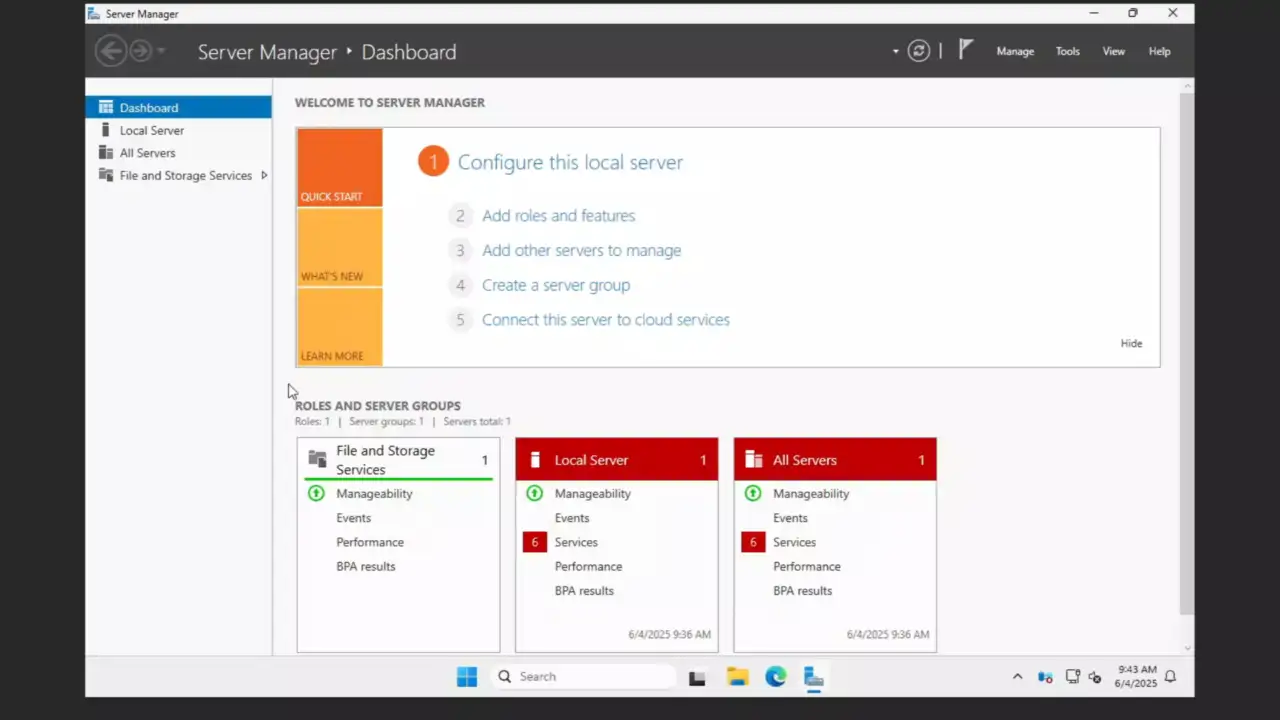 Server Manager
Server Manager ‣ Dashboard
Manage
Tools
View
Help
Dashboard
Local Server
All Servers
File and Storage Services
WELCOME TO SERVER MANAGER
QUICK START
WHAT'S NEW
LEARN MORE
1 Configure this local server
2 Add roles and features
3 Add other servers to manage
4 Create a server group
5 Connect this server to cloud services
Hide
ROLES AND SERVER GROUPS
Roles: 1 | Server groups: 1 | Servers total: 1
File and Storage
Services
1
Manageability
Events
Performance
BPA results
Local Server 1
Manageability
Events
6 Services
Performance
BPA results
6/4/2025 9:36 AM
All Servers 1
Manageability
Events
6 Services
Performance
BPA results
6/4/2025 9:36 AM
Search
9:43 AM
6/4/2025